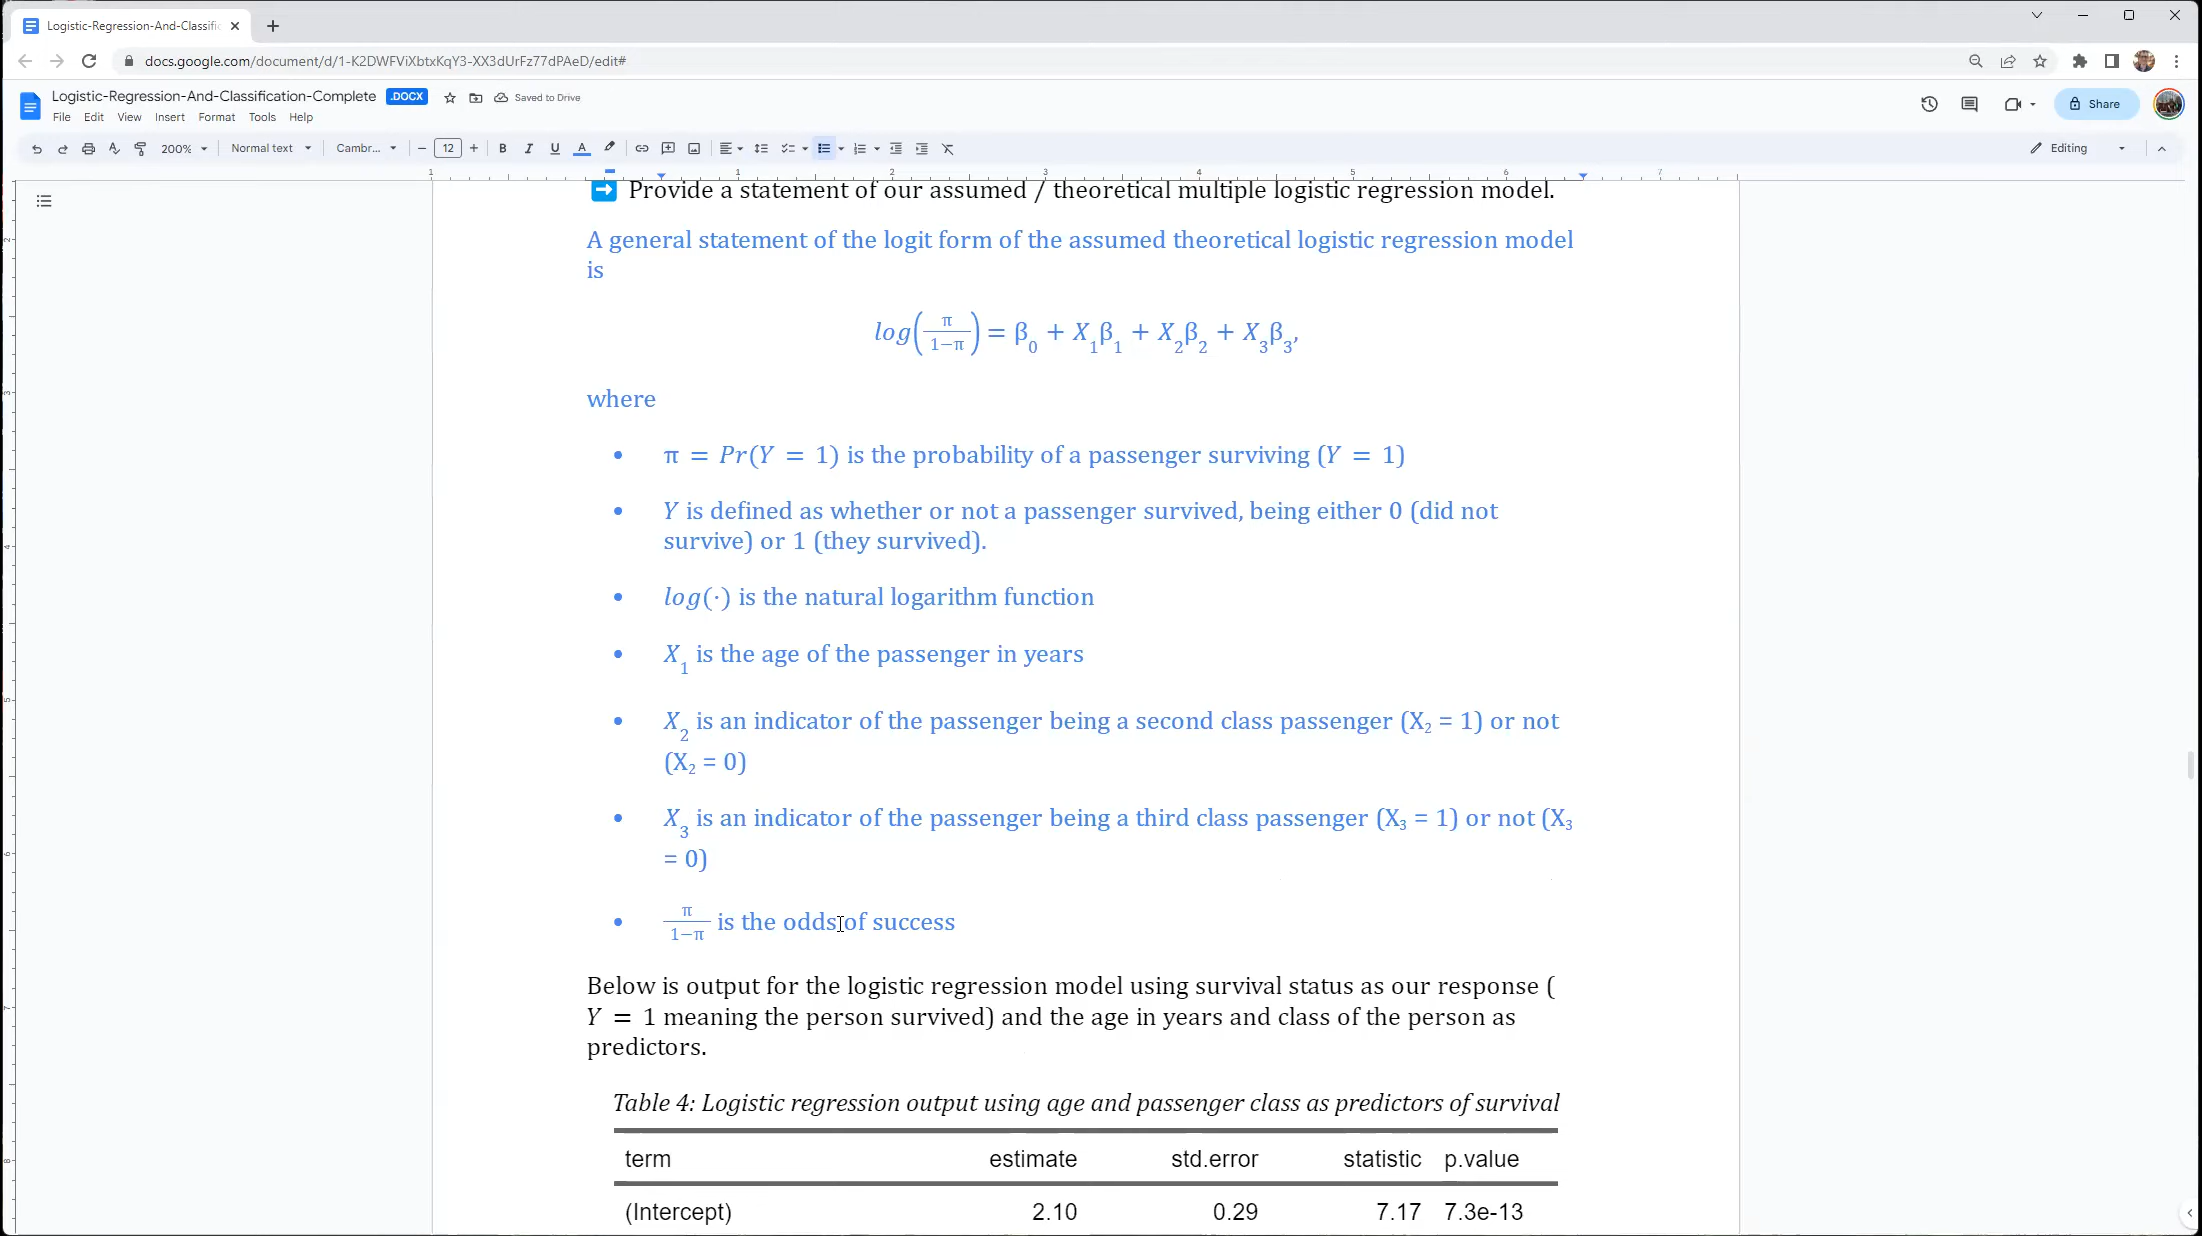 Logistic-Regression-And-Classific
docs.google.com/document/d/1-K2DWFViXbtxKqY3-XX3dUrFz77dPAeD/edit#
Logistic-Regression-And-Classification-Complete .DOCX Saved to Drive
File Edit View Insert Format Tools Help
Share
200% Normal text Cambr... 12 B I U A Editing
1 1 2 3 4 5 6 7
➡ Provide a statement of our assumed / theoretical multiple logistic regression model.
A general statement of the logit form of the assumed theoretical logistic regression model
is
log(π/(1−π)) = β₀ + X₁β₁ + X₂β₂ + X₃β₃,
where
• π = Pr(Y = 1) is the probability of a passenger surviving (Y = 1)
• Y is defined as whether or not a passenger survived, being either 0 (did not
survive) or 1 (they survived).
• log(·) is the natural logarithm function
• X₁ is the age of the passenger in years
• X₂ is an indicator of the passenger being a second class passenger (X₂ = 1) or not
(X₂ = 0)
• X₃ is an indicator of the passenger being a third class passenger (X₃ = 1) or not (X₃
= 0)
• π/(1−π) is the odds of success
Below is output for the logistic regression model using survival status as our response (
Y = 1 meaning the person survived) and the age in years and class of the person as
predictors.
Table 4: Logistic regression output using age and passenger class as predictors of survival
term estimate std.error statistic p.value
(Intercept) 2.10 0.29 7.17 7.3e-13